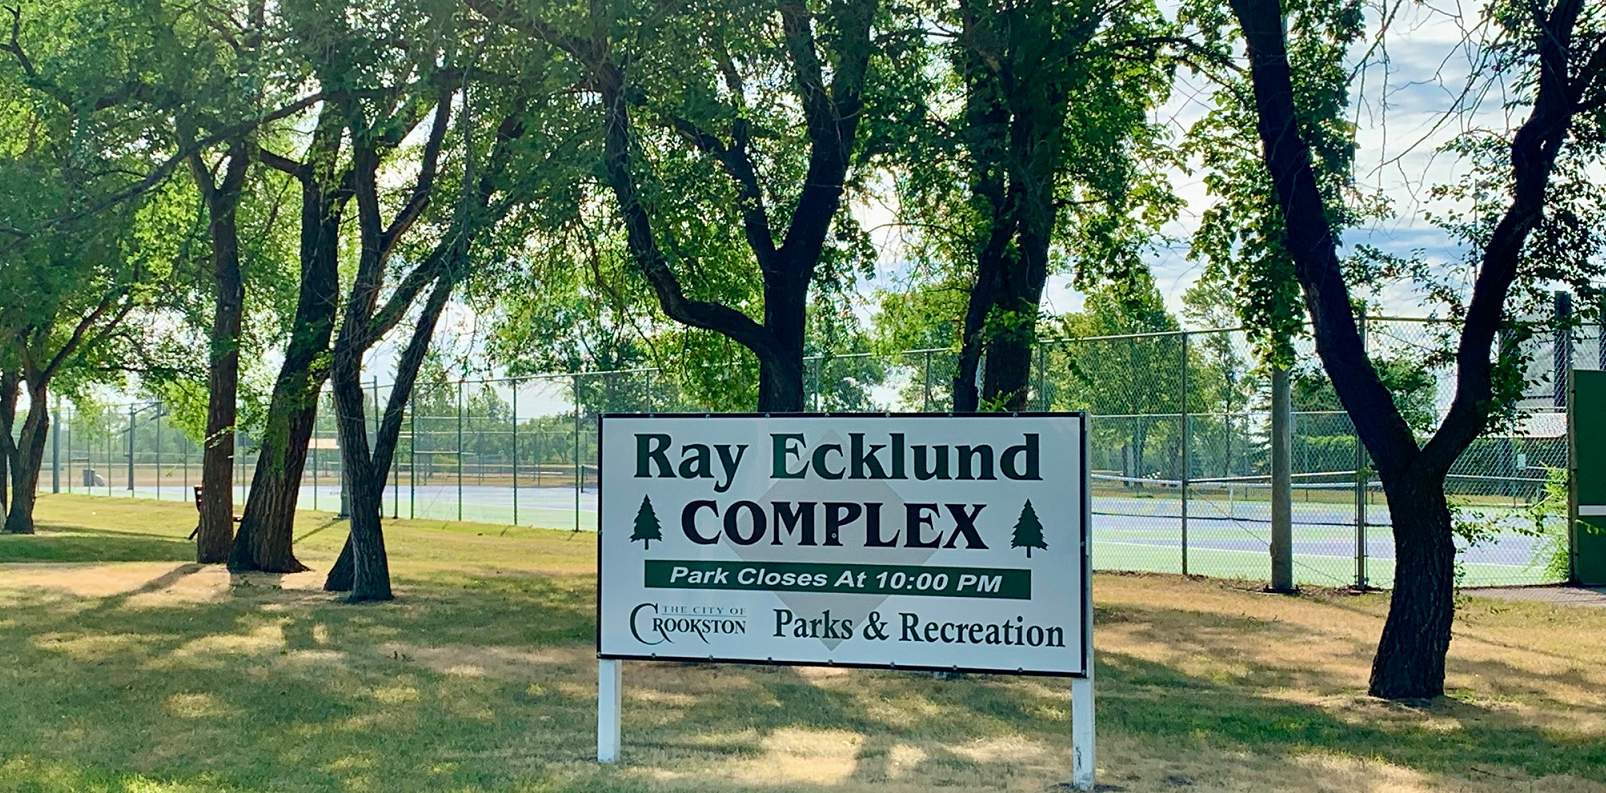 Ray Ecklund
COMPLEX
Park Closes At 10:00 PM
THE CITY OF
CROOKSTON
Parks & Recreation